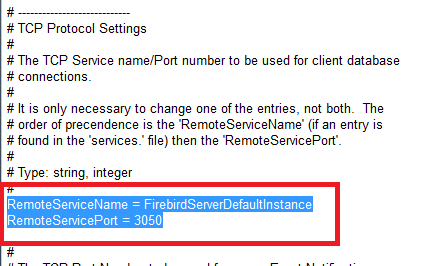 # ----------------------------
# TCP Protocol Settings
#
# The TCP Service name/Port number to be used for client database
# connections.
#
# It is only necessary to change one of the entries, not both.  The
# order of precendence is the 'RemoteServiceName' (if an entry is
# found in the 'services.' file) then the 'RemoteServicePort'.
#
# Type: string, integer
#
RemoteServiceName = FirebirdServerDefaultInstance
RemoteServicePort = 3050
#